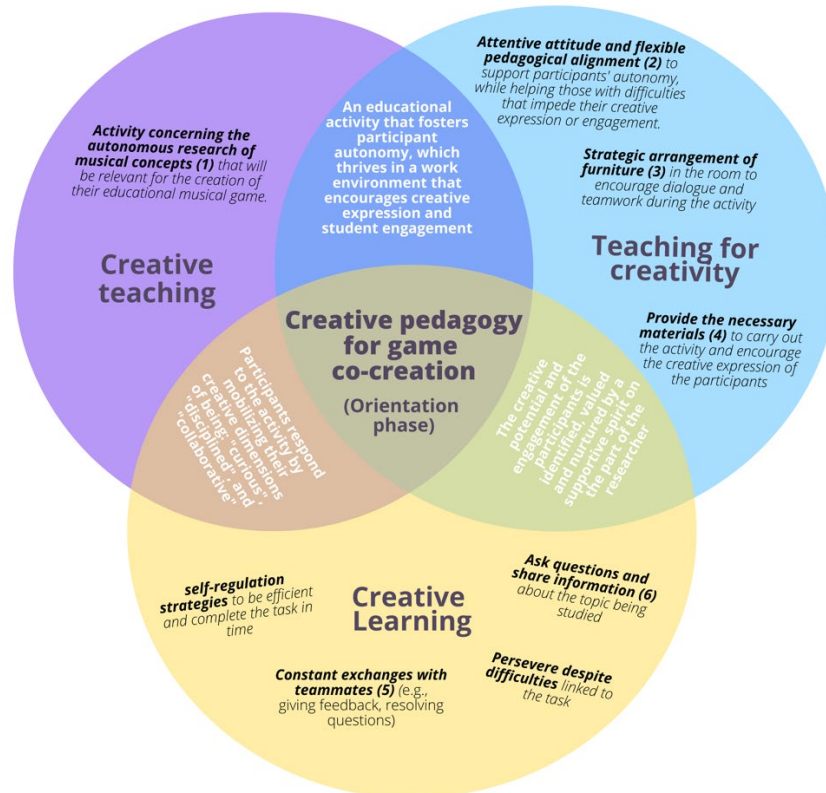 Activity concerning the
autonomous research of
musical concepts (1) that will
be relevant for the creation of
their educational musical game.
Creative
teaching
An educational
activity that fosters
participant
autonomy, which
thrives in a work
environment that
encourages creative
expression and
student engagement
Attentive attitude and flexible
pedagogical alignment (2) to
support participants' autonomy,
while helping those with difficulties
that impede their creative
expression or engagement.
Strategic arrangement of
furniture (3) in the room to
encourage dialogue and
teamwork during the activity
Teaching for
creativity
Provide the necessary
materials (4) to carry out
the activity and encourage
the creative expression of
the participants
Creative pedagogy
for game
co-creation
(Orientation
phase)
Participants respond
to the activity by
mobilizing their
creative dimensions
of being: "curious",
"disciplined", and
"collaborative"
The creative
potential and
engagement of the
participants is
identified, valued
and nurtured by a
supportive spirit on
the part of the
researcher
self-regulation
strategies to be efficient
and complete the task in
time
Creative
Learning
Ask questions and
share information (6)
about the topic being
studied
Constant exchanges with
teammates (5) (e.g.,
giving feedback, resolving
questions)
Persevere despite
difficulties linked to
the task